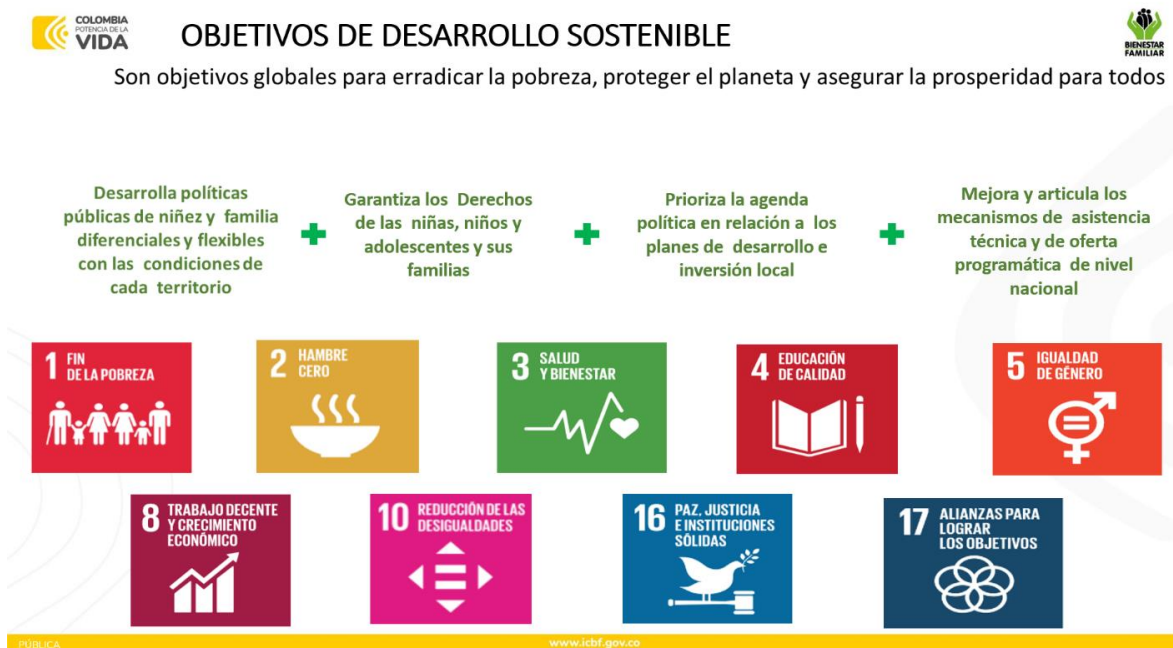 COLOMBIA
POTENCIA DE LA
VIDA
OBJETIVOS DE DESARROLLO SOSTENIBLE
BIENESTAR
FAMILIAR
Son objetivos globales para erradicar la pobreza, proteger el planeta y asegurar la prosperidad para todos
Desarrolla políticas
públicas de niñez y familia
diferenciales y flexibles
con las condiciones de
cada territorio
Garantiza los Derechos
de las niñas, niños y
adolescentes y sus
familias
Prioriza la agenda
política en relación a los
planes de desarrollo e
inversión local
Mejora y articula los
mecanismos de asistencia
técnica y de oferta
programática de nivel
nacional
1 FIN
DE LA POBREZA
2 HAMBRE
CERO
3 SALUD
Y BIENESTAR
4 EDUCACIÓN
DE CALIDAD
5 IGUALDAD
DE GÉNERO
8 TRABAJO DECENTE
Y CRECIMIENTO
ECONÓMICO
10 REDUCCIÓN DE LAS
DESIGUALDADES
16 PAZ, JUSTICIA
E INSTITUCIONES
SÓLIDAS
17 ALIANZAS PARA
LOGRAR
LOS OBJETIVOS
PÚBLICA
www.icbf.gov.co